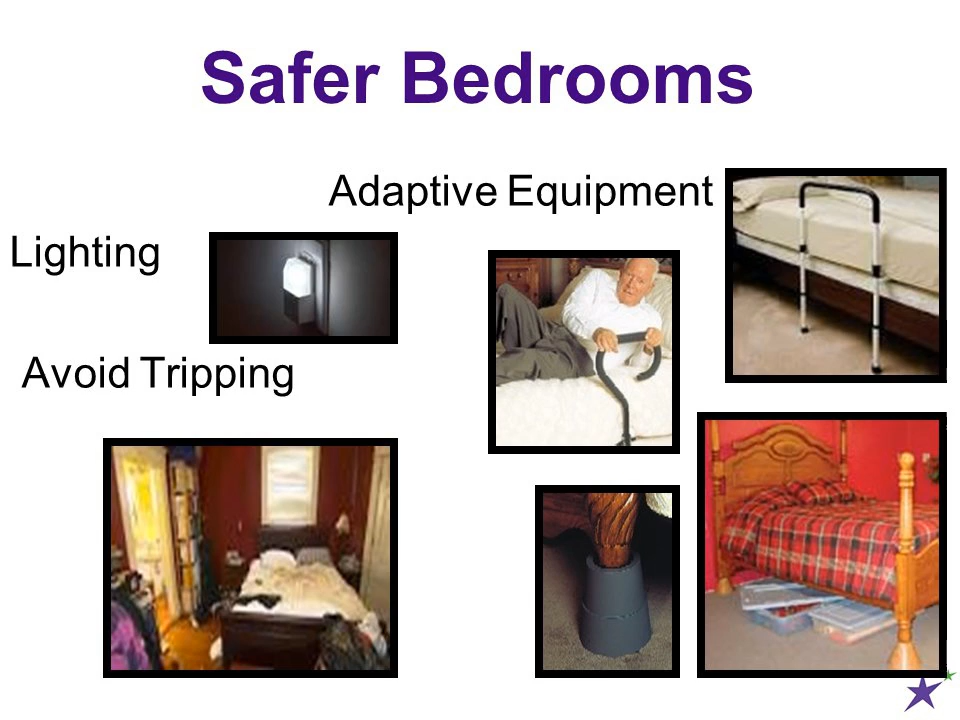 Safer Bedrooms
Adaptive Equipment
Lighting
Avoid Tripping